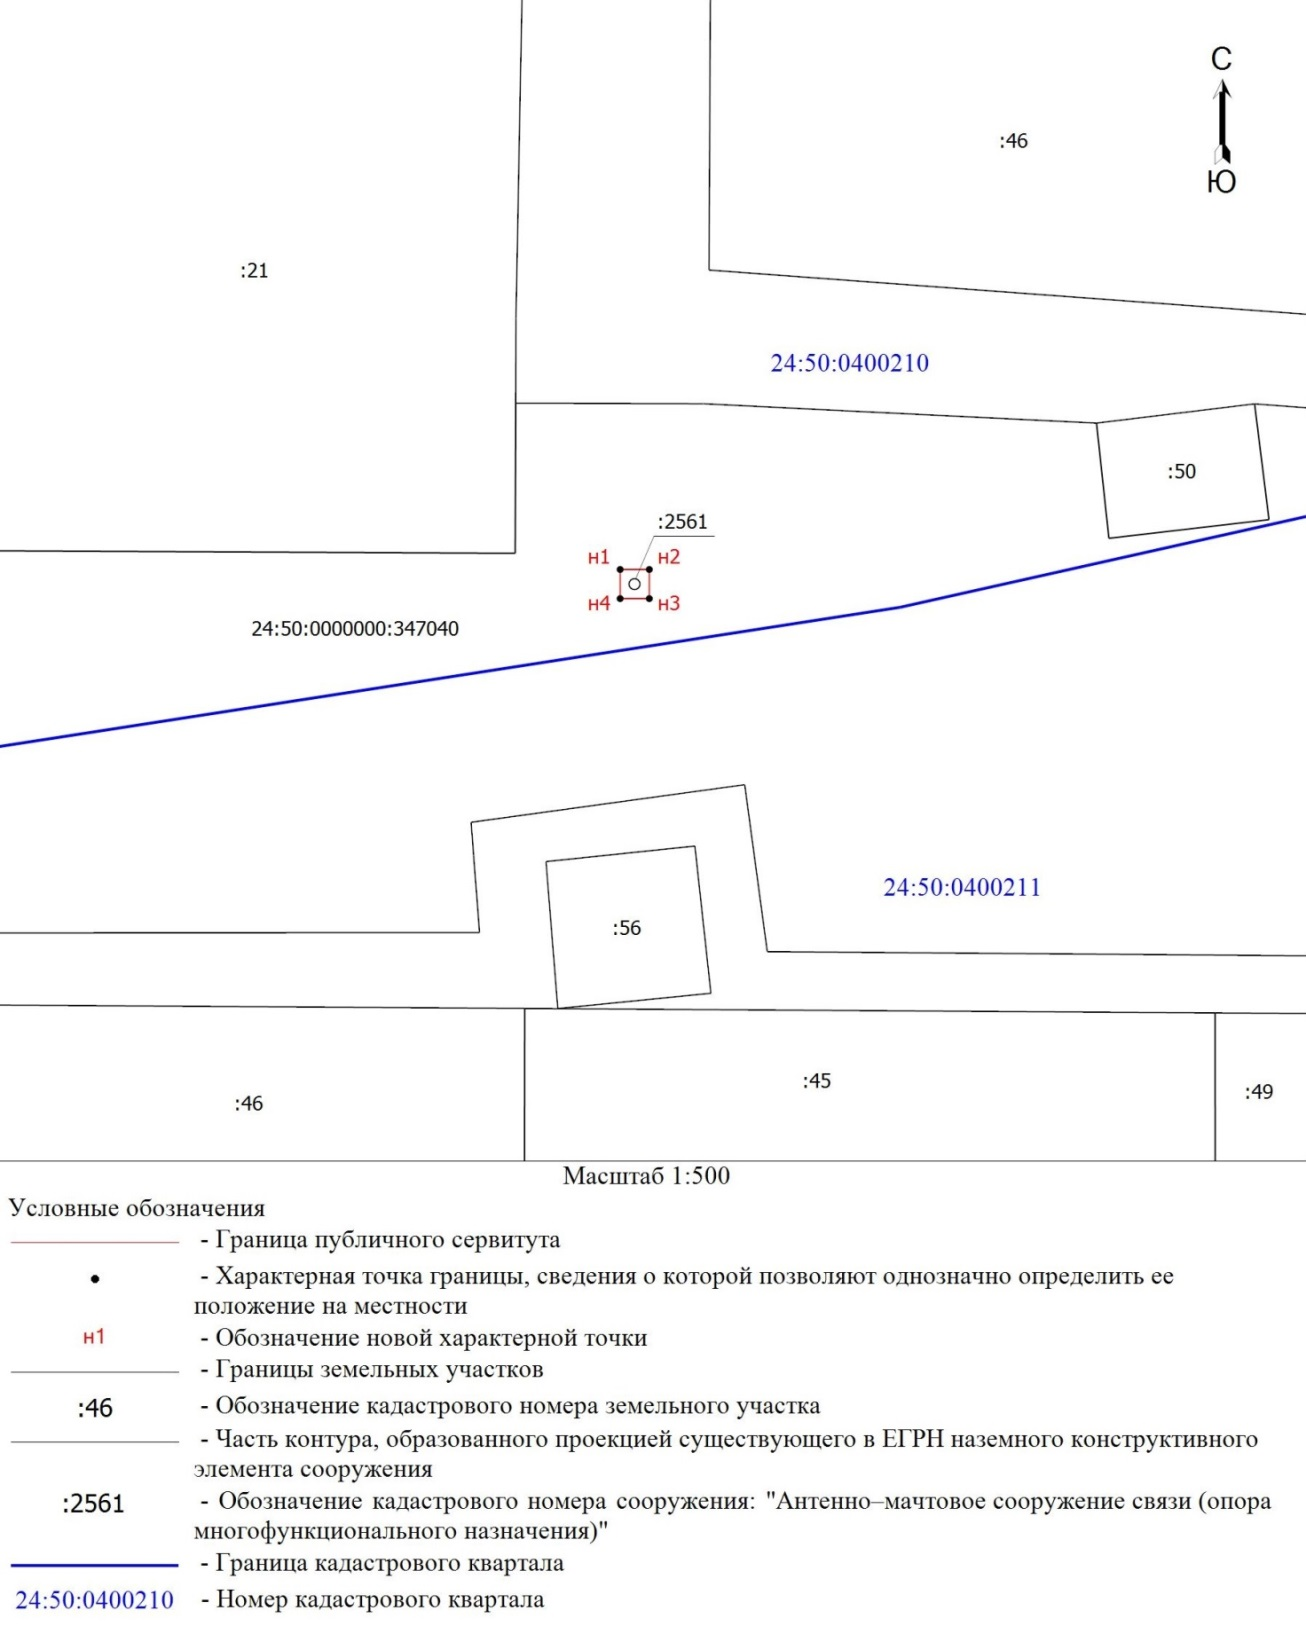 С
:46
Ю
:21
24:50:0400210
:50
:2561
н1 н2
н4 н3
24:50:0000000:347040
24:50:0400211
:56
:45
:49
:46
Масштаб 1:500
Условные обозначения
- Граница публичного сервитута
- Характерная точка границы, сведения о которой позволяют однозначно определить ее
положение на местности
н1 - Обозначение новой характерной точки
- Границы земельных участков
:46 - Обозначение кадастрового номера земельного участка
- Часть контура, образованного проекцией существующего в ЕГРН наземного конструктивного
элемента сооружения
:2561 - Обозначение кадастрового номера сооружения: "Антенно–мачтовое сооружение связи (опора
многофункционального назначения)"
- Граница кадастрового квартала
24:50:0400210 - Номер кадастрового квартала